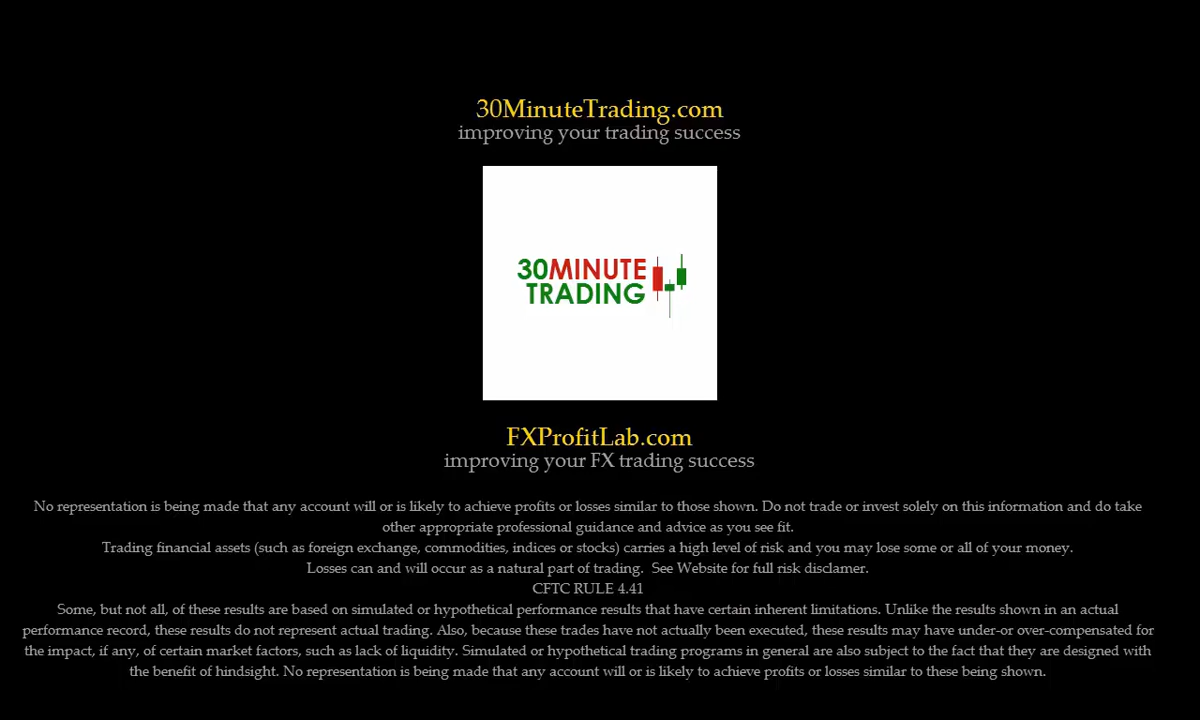 30MinuteTrading.com
improving your trading success
30MINUTE
TRADING
FXProfitLab.com
improving your FX trading success
No representation is being made that any account will or is likely to achieve profits or losses similar to those shown. Do not trade or invest solely on this information and do take
other appropriate professional guidance and advice as you see fit.
Trading financial assets (such as foreign exchange, commodities, indices or stocks) carries a high level of risk and you may lose some or all of your money.
Losses can and will occur as a natural part of trading.  See Website for full risk disclamer.
CFTC RULE 4.41
Some, but not all, of these results are based on simulated or hypothetical performance results that have certain inherent limitations. Unlike the results shown in an actual
performance record, these results do not represent actual trading. Also, because these trades have not actually been executed, these results may have under-or over-compensated for
the impact, if any, of certain market factors, such as lack of liquidity. Simulated or hypothetical trading programs in general are also subject to the fact that they are designed with
the benefit of hindsight. No representation is being made that any account will or is likely to achieve profits or losses similar to these being shown.